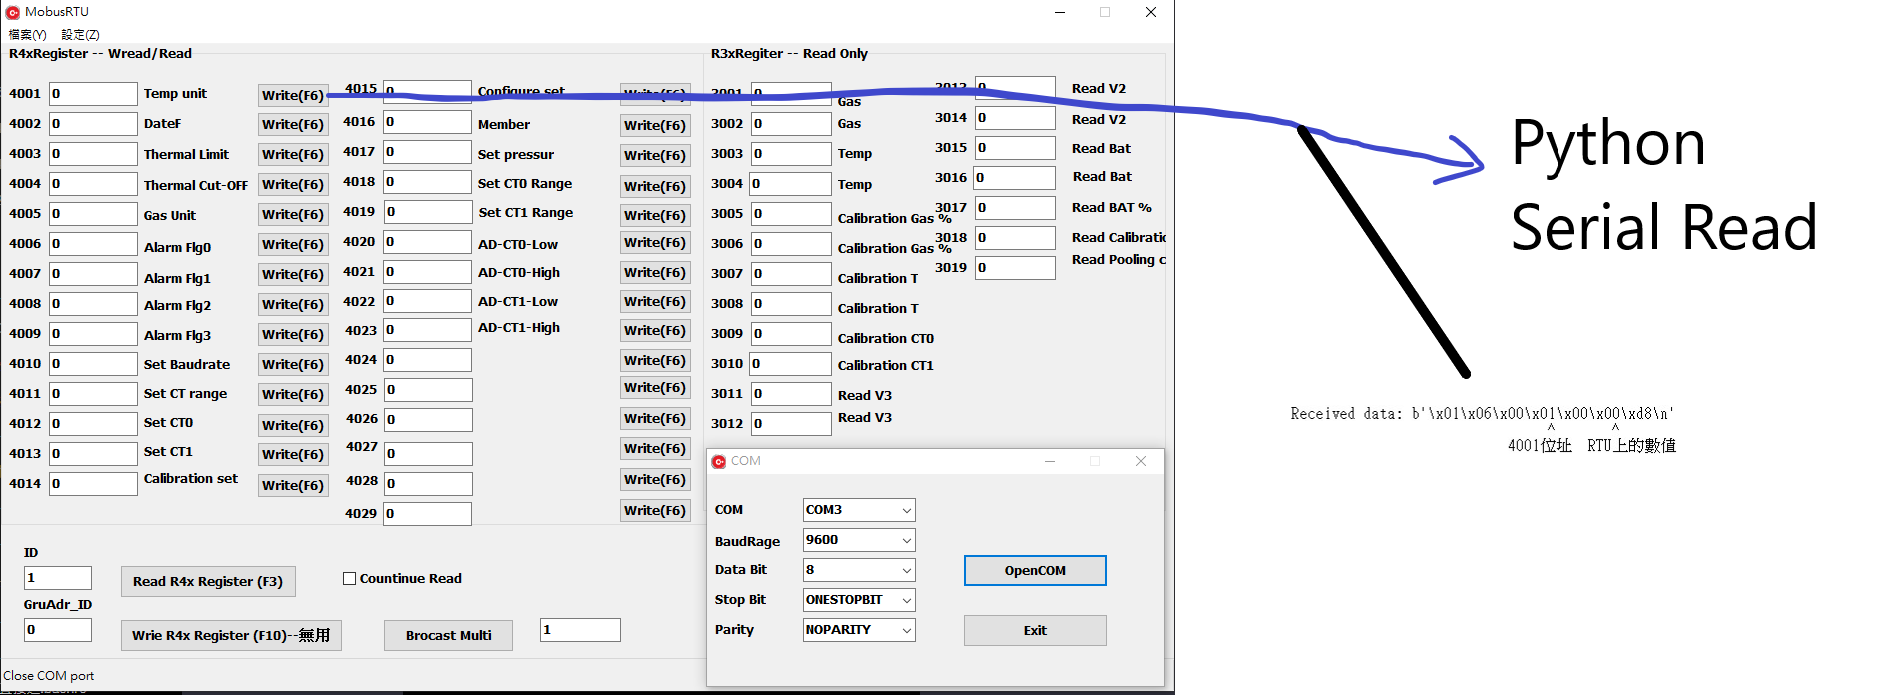 MobusRTU
檔案(Y) 設定(Z)
R4xRegister -- Wread/Read
4001 0 Temp unit Write(F6)
4002 0 DateF Write(F6)
4003 0 Thermal Limit Write(F6)
4004 0 Thermal Cut-OFF Write(F6)
4005 0 Gas Unit Write(F6)
4006 0 Alarm Flg0 Write(F6)
4007 0 Alarm Flg1 Write(F6)
4008 0 Alarm Flg2 Write(F6)
4009 0 Alarm Flg3 Write(F6)
4010 0 Set Baudrate Write(F6)
4011 0 Set CT range Write(F6)
4012 0 Set CT0 Write(F6)
4013 0 Set CT1 Write(F6)
4014 0 Calibration set Write(F6)
4015 0 Configure set Write(F6)
4016 0 Member Write(F6)
4017 0 Set pressur Write(F6)
4018 0 Set CT0 Range Write(F6)
4019 0 Set CT1 Range Write(F6)
4020 0 AD-CT0-Low Write(F6)
4021 0 AD-CT0-High Write(F6)
4022 0 AD-CT1-Low Write(F6)
4023 0 AD-CT1-High Write(F6)
4024 0 Write(F6)
4025 0 Write(F6)
4026 0 Write(F6)
4027 0 Write(F6)
4028 0 Write(F6)
4029 0 Write(F6)
R3xRegiter -- Read Only
3001 0 Gas
3002 0 Gas
3003 0 Temp
3004 0 Temp
3005 0 Calibration Gas %
3006 0 Calibration Gas %
3007 0 Calibration T
3008 0 Calibration T
3009 0 Calibration CT0
3010 0 Calibration CT1
3011 0 Read V3
3012 0 Read V3
3013 0 Read V2
3014 0 Read V2
3015 0 Read Bat
3016 0 Read Bat
3017 0 Read BAT %
3018 0 Read Calibratic
3019 0 Read Pooling c
ID
1
Read R4x Register (F3)
Countinue Read
GruAdr_ID
0
Wrie R4x Register (F10)--無用
Brocast Multi
1
Close COM port
COM
COM COM3
BaudRage 9600
Data Bit 8
Stop Bit ONESTOPBIT
Parity NOPARITY
OpenCOM
Exit
Python
Serial Read
Received data: b'\x01\x06\x00\x01\x00\x00\xd8\n'
^ ^
4001位址 RTU上的數值